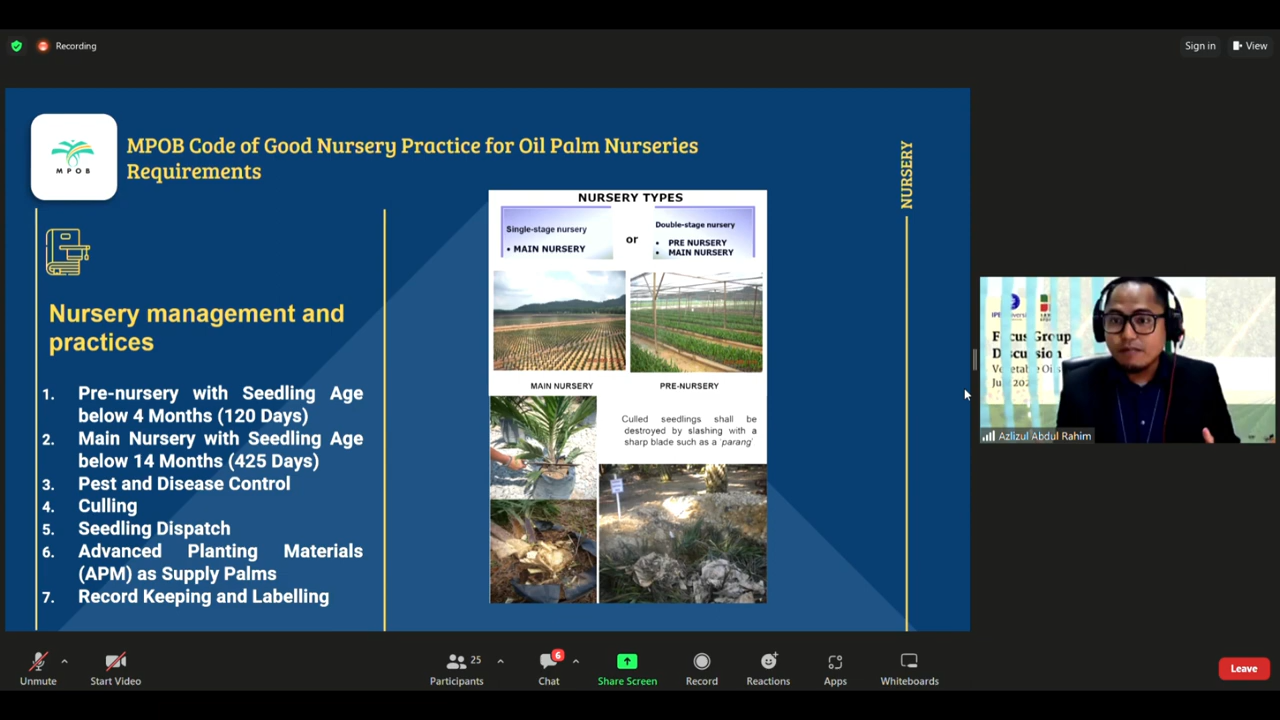 Recording
Sign in
View
MPOB
MPOB Code of Good Nursery Practice for Oil Palm Nurseries
Requirements
NURSERY
Nursery management and
practices
1. Pre-nursery with Seedling Age
below 4 Months (120 Days)
2. Main Nursery with Seedling Age
below 14 Months (425 Days)
3. Pest and Disease Control
4. Culling
5. Seedling Dispatch
6. Advanced Planting Materials
(APM) as Supply Palms
7. Record Keeping and Labelling
NURSERY TYPES
Single-stage nursery
• MAIN NURSERY
or
Double-stage nursery
• PRE NURSERY
• MAIN NURSERY
MAIN NURSERY
PRE-NURSERY
Culled seedlings shall be
destroyed by slashing with a
sharp blade such as a 'parang'
Focus Group
Discussion
Azlizul Abdul Rahim
Unmute
Start Video
25
Participants
6
Chat
Share Screen
Record
Reactions
Apps
Whiteboards
Leave